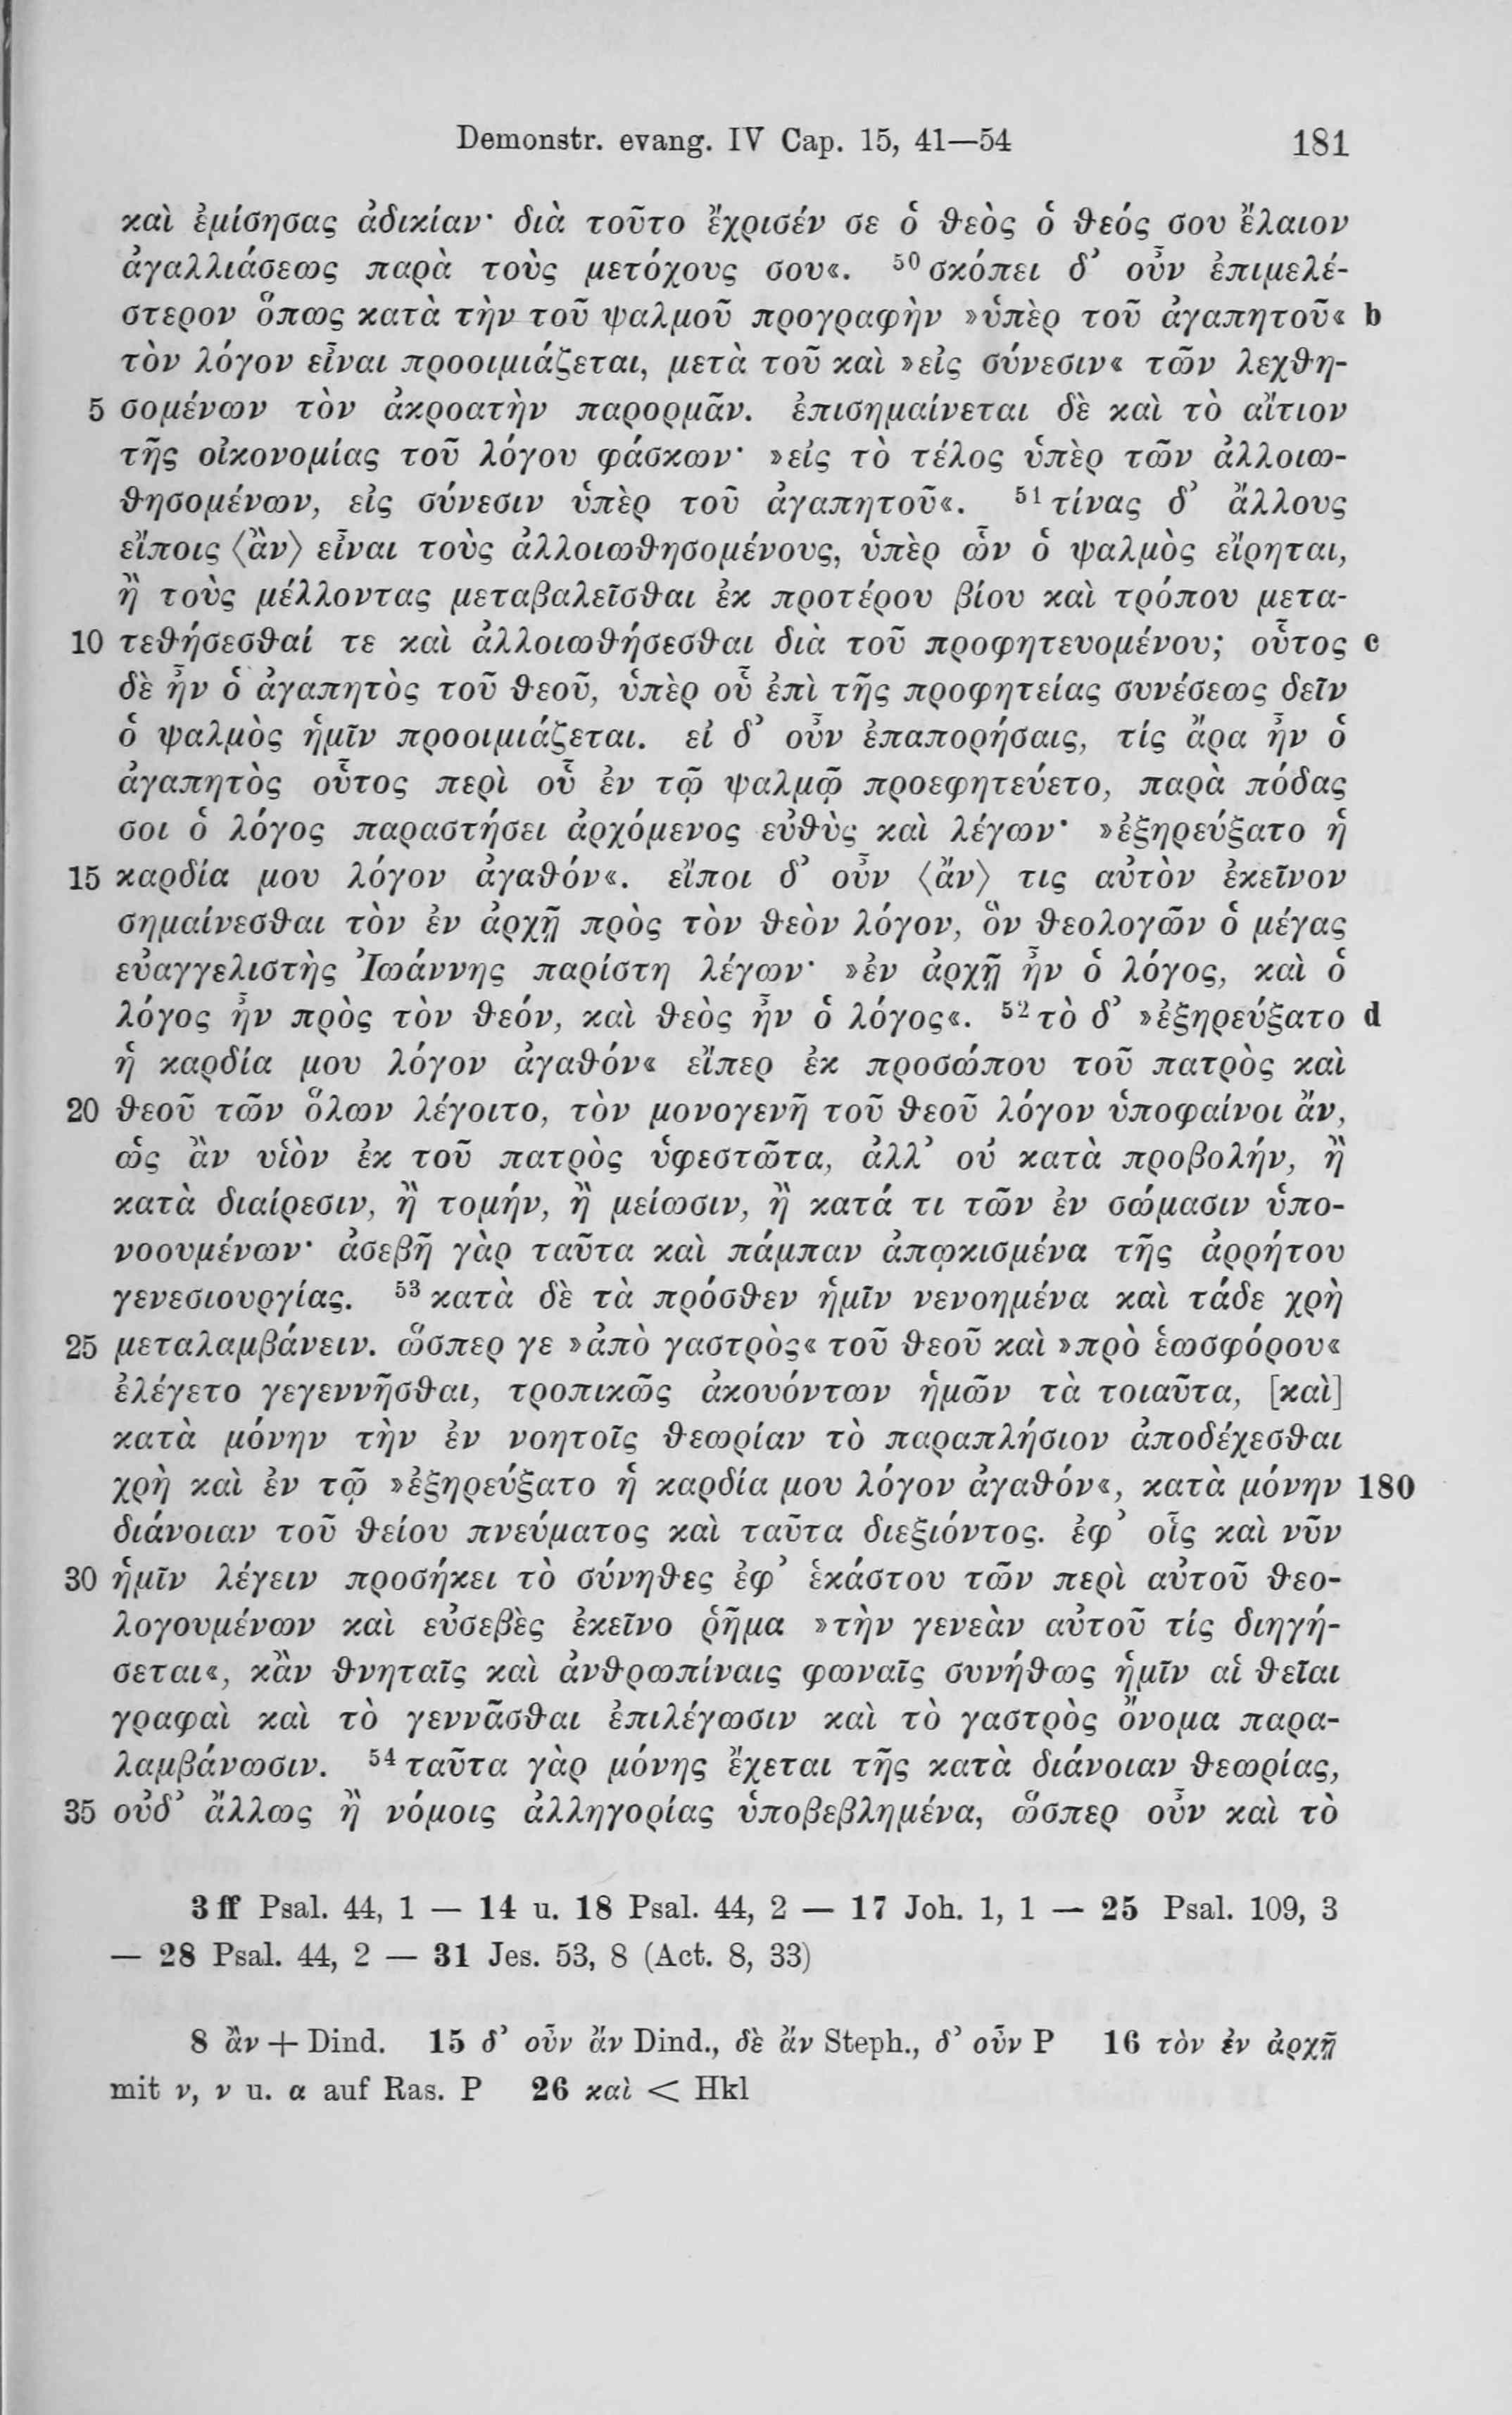 Demonstr. evang. IV Cap. 15, 41—54 181
καὶ ἐμίσησας ἀδικίαν· διὰ τοῦτο ἔχρισέν σε ὁ θεὸς ὁ θεός σου ἔλαιον
ἀγαλλιάσεως παρὰ τοὺς μετόχους σου«. ⁵⁰ σκόπει δ’ οὖν ἐπιμελέ-
στερον ὅπως κατὰ τὴν τοῦ ψαλμοῦ προγραφὴν »ὑπὲρ τοῦ ἀγαπητοῦ« b
τὸν λόγον εἶναι προοιμιάζεται, μετὰ τοῦ καὶ »εἰς σύνεσιν« τῶν λεχθη-
5 σομένων τὸν ἀκροατὴν παρορμᾶν. ἐπισημαίνεται δὲ καὶ τὸ αἴτιον
τῆς οἰκονομίας τοῦ λόγου φάσκων· »εἰς τὸ τέλος ὑπὲρ τῶν ἀλλοιω-
θησομένων, εἰς σύνεσιν ὑπὲρ τοῦ ἀγαπητοῦ«. ⁵¹ τίνας δ’ ἄλλους
εἴποις ⟨ἂν⟩ εἶναι τοὺς ἀλλοιωθησομένους, ὑπὲρ ὧν ὁ ψαλμὸς εἴρηται,
ἢ τοὺς μέλλοντας μεταβαλεῖσθαι ἐκ προτέρου βίου καὶ τρόπου μετα-
10 τεθήσεσθαί τε καὶ ἀλλοιωθήσεσθαι διὰ τοῦ προφητευομένου; οὗτος c
δὲ ἦν ὁ ἀγαπητὸς τοῦ θεοῦ, ὑπὲρ οὗ ἐπὶ τῆς προφητείας συνέσεως δεῖν
ὁ ψαλμὸς ἡμῖν προοιμιάζεται. εἰ δ’ οὖν ἐπαπορήσαις, τίς ἄρα ἦν ὁ
ἀγαπητὸς οὗτος περὶ οὗ ἐν τῷ ψαλμῷ προεφητεύετο, παρὰ πόδας
σοι ὁ λόγος παραστήσει ἀρχόμενος εὐθὺς καὶ λέγων· »ἐξηρεύξατο ἡ
15 καρδία μου λόγον ἀγαθόν«. εἴποι δ’ οὖν ⟨ἄν⟩ τις αὐτὸν ἐκεῖνον
σημαίνεσθαι τὸν ἐν ἀρχῇ πρὸς τὸν θεὸν λόγον, ὃν θεολογῶν ὁ μέγας
εὐαγγελιστὴς Ἰωάννης παρίστη λέγων· »ἐν ἀρχῇ ἦν ὁ λόγος, καὶ ὁ
λόγος ἦν πρὸς τὸν θεόν, καὶ θεὸς ἦν ὁ λόγος«. ⁵² τὸ δ’ »ἐξηρεύξατο d
ἡ καρδία μου λόγον ἀγαθόν« εἴπερ ἐκ προσώπου τοῦ πατρὸς καὶ
20 θεοῦ τῶν ὅλων λέγοιτο, τὸν μονογενῆ τοῦ θεοῦ λόγον ὑποφαίνοι ἄν,
ὡς ἂν υἱὸν ἐκ τοῦ πατρὸς ὑφεστῶτα, ἀλλ’ οὐ κατὰ προβολήν, ἢ
κατὰ διαίρεσιν, ἢ τομήν, ἢ μείωσιν, ἢ κατά τι τῶν ἐν σώμασιν ὑπο-
νοουμένων· ἀσεβῆ γὰρ ταῦτα καὶ πάμπαν ἀπῳκισμένα τῆς ἀρρήτου
γενεσιουργίας. ⁵³ κατὰ δὲ τὰ πρόσθεν ἡμῖν νενοημένα καὶ τάδε χρὴ
25 μεταλαμβάνειν. ὥσπερ γε »ἀπὸ γαστρὸς« τοῦ θεοῦ καὶ »πρὸ ἑωσφόρου«
ἐλέγετο γεγεννῆσθαι, τροπικῶς ἀκουόντων ἡμῶν τὰ τοιαῦτα, [καὶ]
κατὰ μόνην τὴν ἐν νοητοῖς θεωρίαν τὸ παραπλήσιον ἀποδέχεσθαι
χρὴ καὶ ἐν τῷ »ἐξηρεύξατο ἡ καρδία μου λόγον ἀγαθόν«, κατὰ μόνην 180
διάνοιαν τοῦ θείου πνεύματος καὶ ταῦτα διεξιόντος. ἐφ’ οἷς καὶ νῦν
30 ἡμῖν λέγειν προσήκει τὸ σύνηθες ἐφ’ ἑκάστου τῶν περὶ αὐτοῦ θεο-
λογουμένων καὶ εὐσεβὲς ἐκεῖνο ῥῆμα »τὴν γενεὰν αὐτοῦ τίς διηγή-
σεται«, κἂν θνηταῖς καὶ ἀνθρωπίναις φωναῖς συνήθως ἡμῖν αἱ θεῖαι
γραφαὶ καὶ τὸ γεννᾶσθαι ἐπιλέγωσιν καὶ τὸ γαστρὸς ὄνομα παρα-
λαμβάνωσιν. ⁵⁴ ταῦτα γὰρ μόνης ἔχεται τῆς κατὰ διάνοιαν θεωρίας,
35 οὐδ’ ἄλλως ἢ νόμοις ἀλληγορίας ὑποβεβλημένα, ὥσπερ οὖν καὶ τὸ
3 ff Psal. 44, 1 — 14 u. 18 Psal. 44, 2 — 17 Joh. 1, 1 — 25 Psal. 109, 3
— 28 Psal. 44, 2 — 31 Jes. 53, 8 (Act. 8, 33)
8 ἂν + Dind. 15 δ’ οὖν ἄν Dind., δὲ ἄν Steph., δ’ οὖν P 16 τὸν ἐν ἀρχῇ
mit ν, ν u. α auf Ras. P 26 καὶ < Hkl